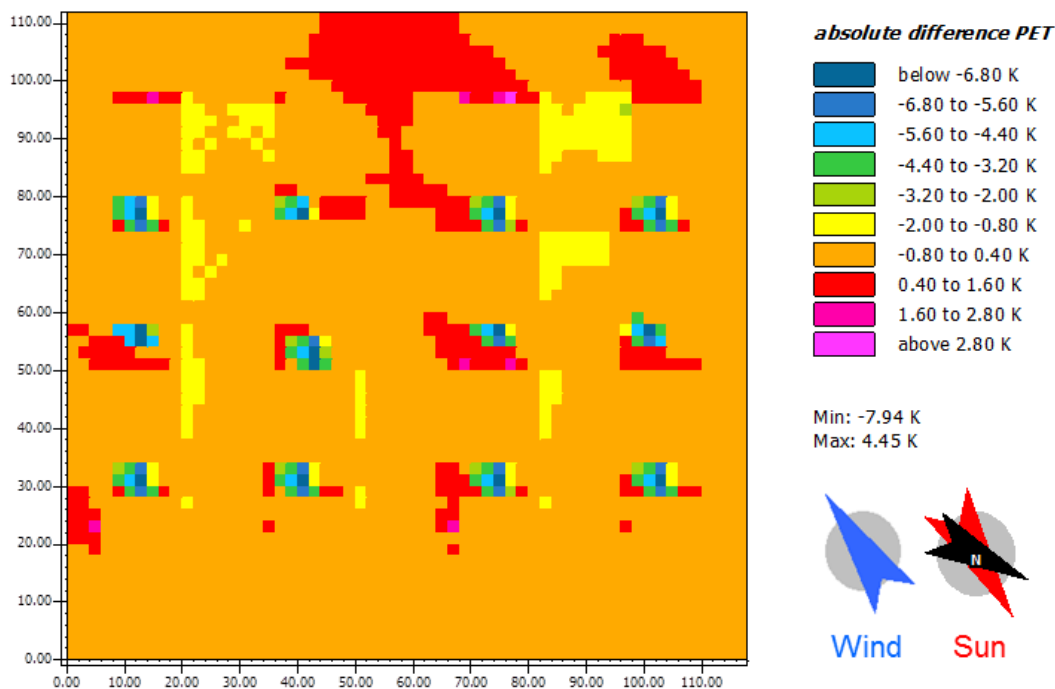 absolute difference PET
below -6.80 K
-6.80 to -5.60 K
-5.60 to -4.40 K
-4.40 to -3.20 K
-3.20 to -2.00 K
-2.00 to -0.80 K
-0.80 to 0.40 K
0.40 to 1.60 K
1.60 to 2.80 K
above 2.80 K
Min: -7.94 K
Max: 4.45 K
N
Wind
Sun
110.00
100.00
90.00
80.00
70.00
60.00
50.00
40.00
30.00
20.00
10.00
0.00
0.00 10.00 20.00 30.00 40.00 50.00 60.00 70.00 80.00 90.00 100.00 110.00